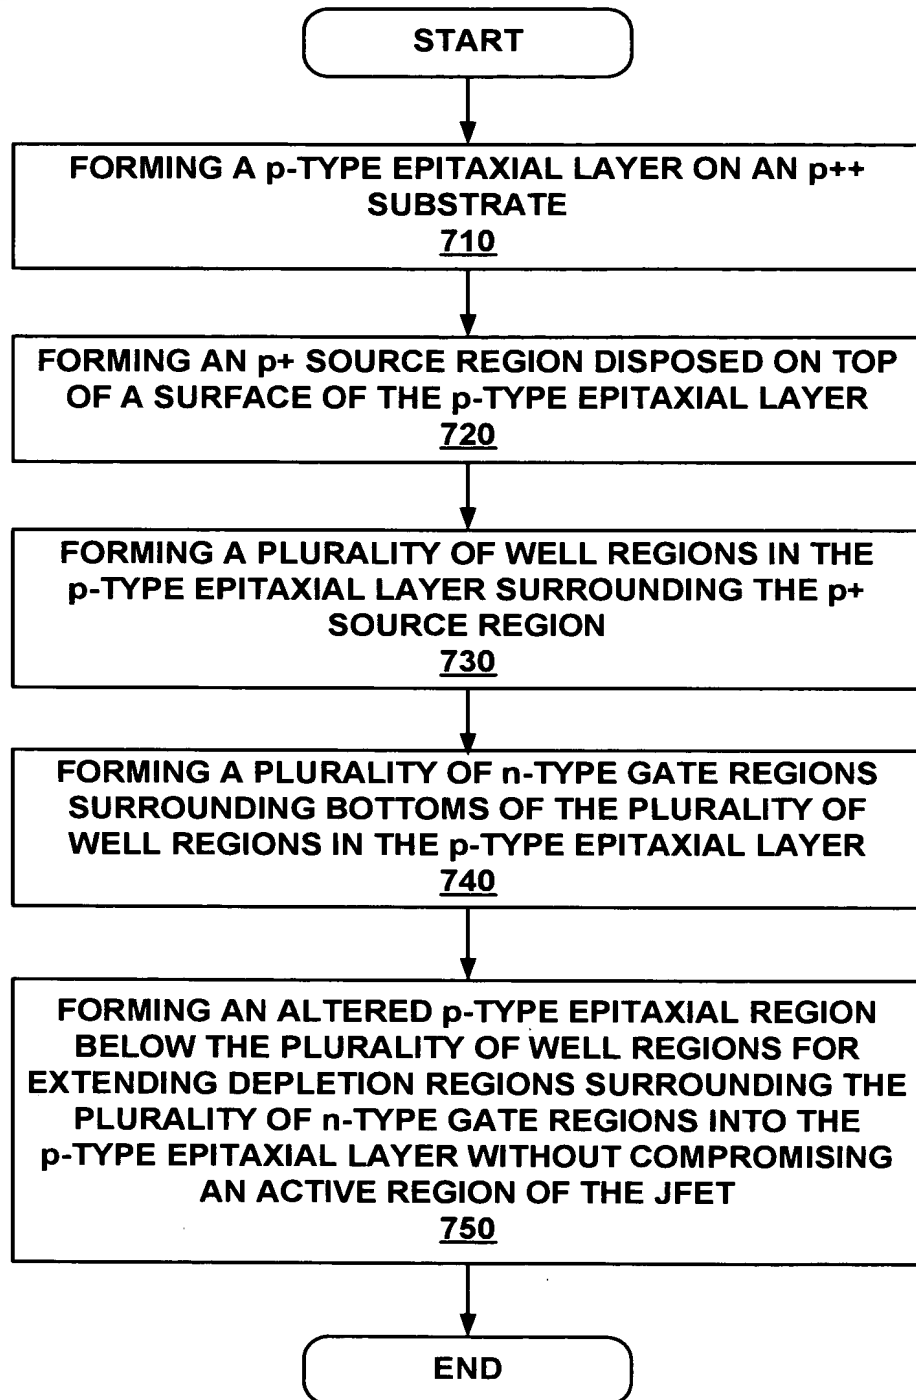 START
FORMING A p-TYPE EPITAXIAL LAYER ON AN p++
SUBSTRATE
710
FORMING AN p+ SOURCE REGION DISPOSED ON TOP
OF A SURFACE OF THE p-TYPE EPITAXIAL LAYER
720
FORMING A PLURALITY OF WELL REGIONS IN THE
p-TYPE EPITAXIAL LAYER SURROUNDING THE p+
SOURCE REGION
730
FORMING A PLURALITY OF n-TYPE GATE REGIONS
SURROUNDING BOTTOMS OF THE PLURALITY OF
WELL REGIONS IN THE p-TYPE EPITAXIAL LAYER
740
FORMING AN ALTERED p-TYPE EPITAXIAL REGION
BELOW THE PLURALITY OF WELL REGIONS FOR
EXTENDING DEPLETION REGIONS SURROUNDING THE
PLURALITY OF n-TYPE GATE REGIONS INTO THE
p-TYPE EPITAXIAL LAYER WITHOUT COMPROMISING
AN ACTIVE REGION OF THE JFET
750
END